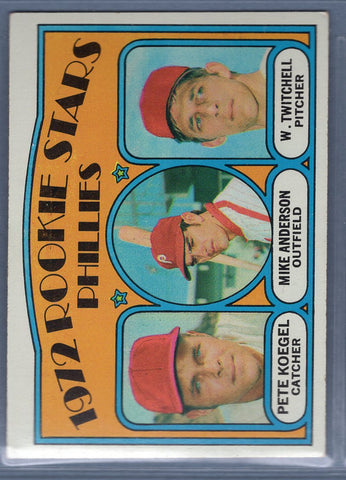 1972 ROOKIE STARS
PHILLIES
PETE KOEGEL
CATCHER
MIKE ANDERSON
OUTFIELD
W. TWITCHELL
PITCHER
P